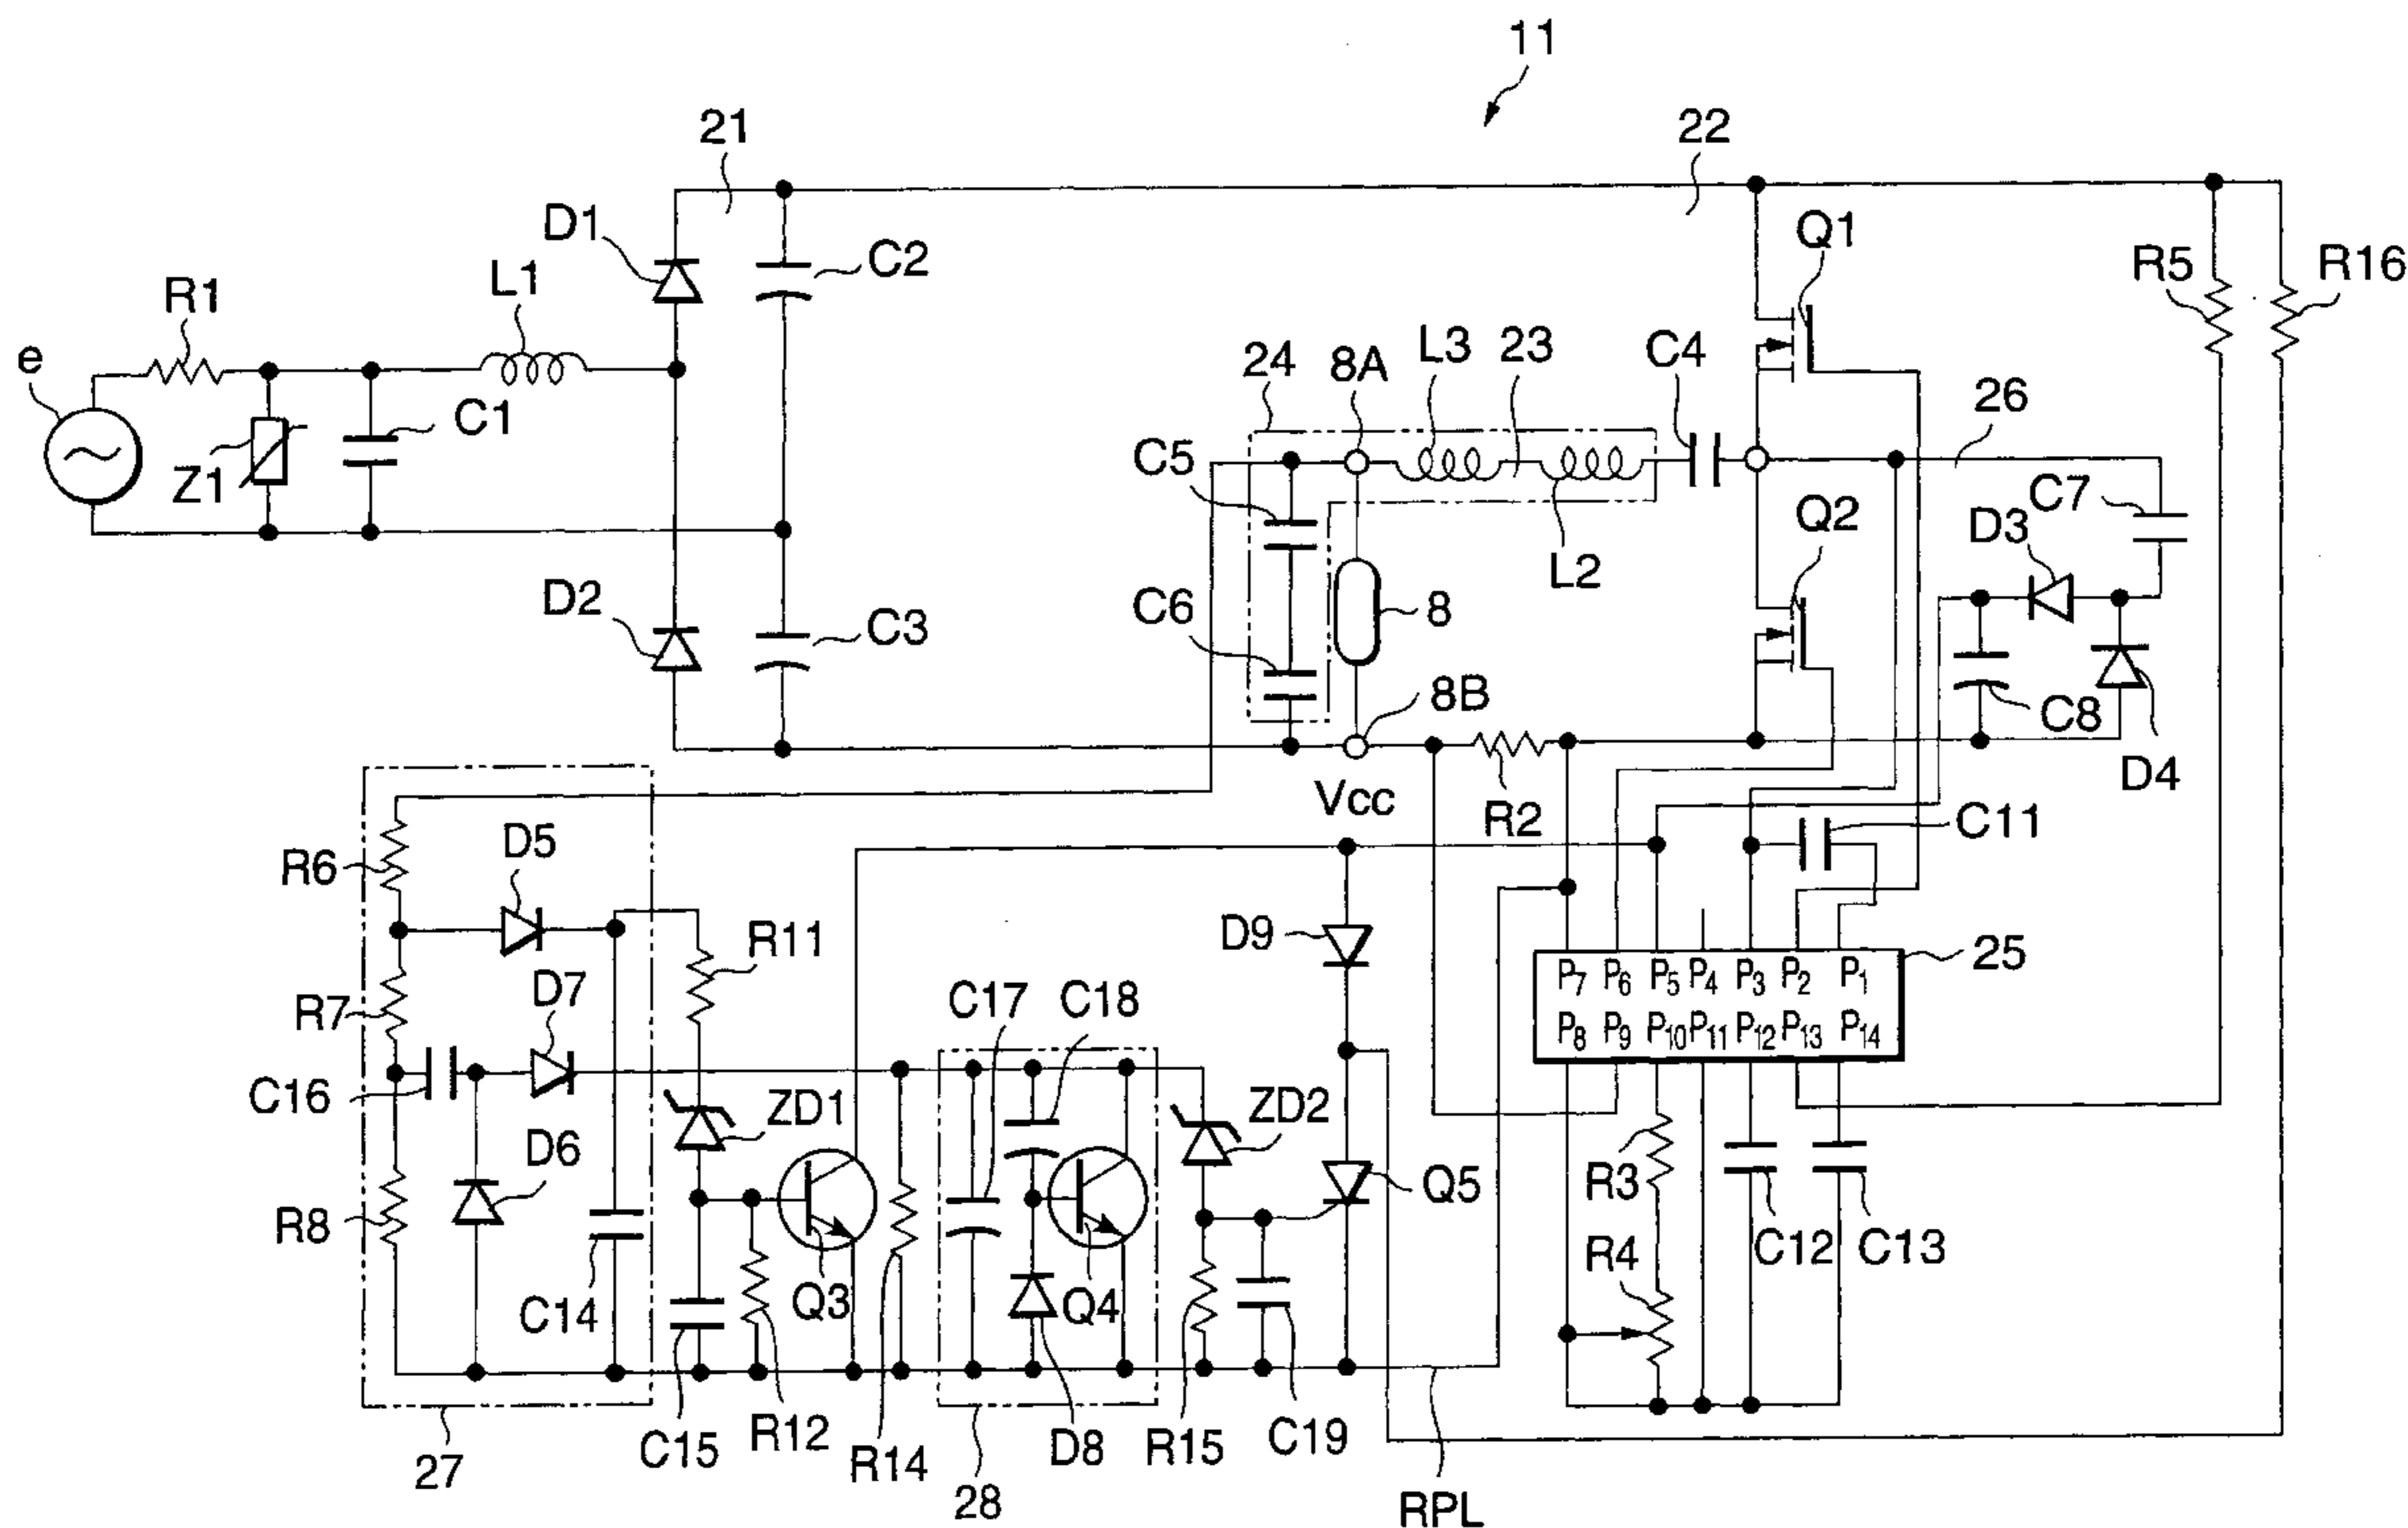 11
21
22
D1
C2
Q1
R5
R16
R1
L1
e
Z1
C1
24
8A
L3
23
C4
26
C5
C7
D3
Q2
L2
D2
C3
C6
8
8B
C8
D4
Vcc
R2
C11
R6
D5
R11
D9
25
P7 P6 P5 P4 P3 P2 P1
P8 P9 P10 P11 P12 P13 P14
R7
D7
C17
C18
C16
ZD1
ZD2
D6
R8
Q5
R3
C12
C13
R4
C14
Q3
Q4
C15
R12
R14
D8
R15
C19
27
28
RPL